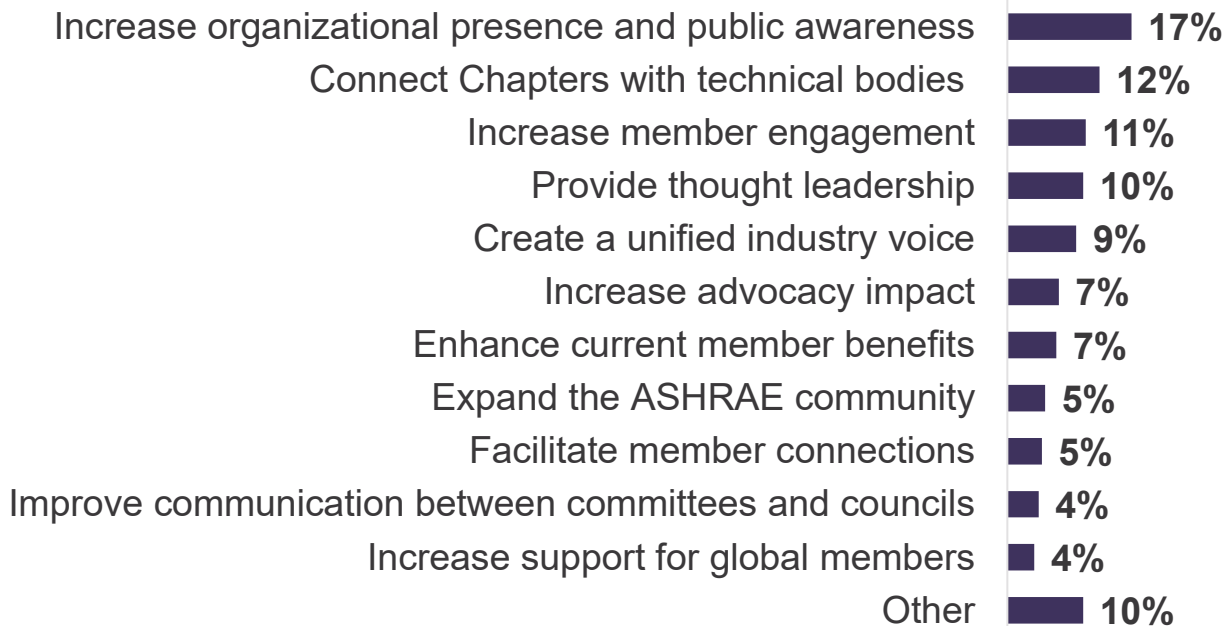 Increase organizational presence and public awareness 17%
Connect Chapters with technical bodies 12%
Increase member engagement 11%
Provide thought leadership 10%
Create a unified industry voice 9%
Increase advocacy impact 7%
Enhance current member benefits 7%
Expand the ASHRAE community 5%
Facilitate member connections 5%
Improve communication between committees and councils 4%
Increase support for global members 4%
Other 10%